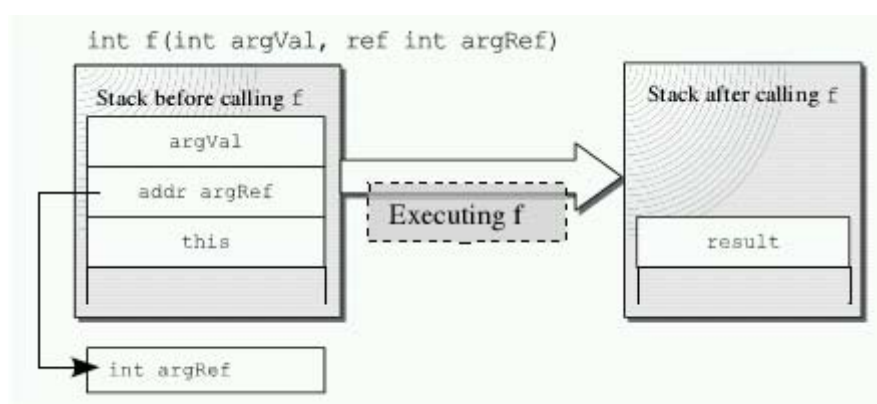 int f(int argVal, ref int argRef)
Stack before calling f
argVal
addr argRef
this
int argRef
Executing f
Stack after calling f
result